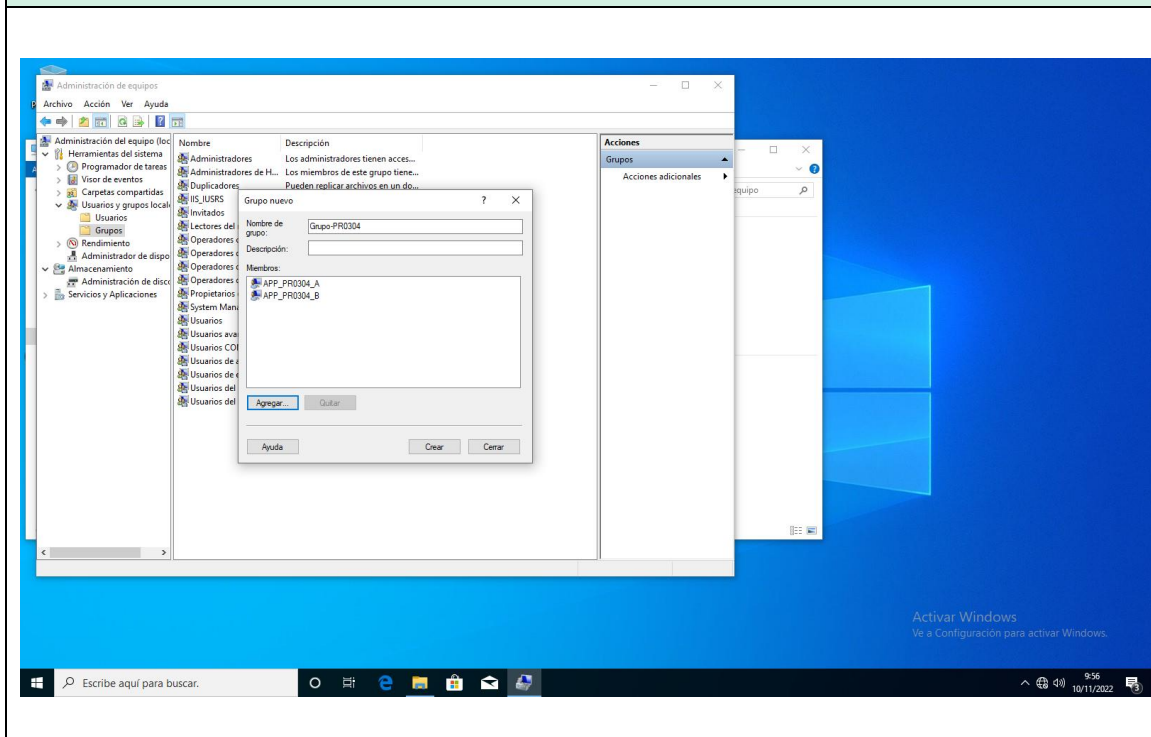 Administración de equipos
Archivo Acción Ver Ayuda
Administración del equipo (loc
Herramientas del sistema
Programador de tareas
Visor de eventos
Carpetas compartidas
Usuarios y grupos local
Usuarios
Grupos
Rendimiento
Administrador de dispo
Almacenamiento
Administración de disc
Servicios y Aplicaciones
Nombre Descripción
Administradores Los administradores tienen acces...
Administradores de H... Los miembros de este grupo tiene...
Duplicadores Pueden replicar archivos en un do...
IIS_IUSRS
Invitados
Lectores del
Operadores
Operadores
Operadores
Operadores
Propietarios
System Mana
Usuarios
Usuarios ava
Usuarios CO
Usuarios de
Usuarios de
Usuarios del
Usuarios del
Grupo nuevo ? X
Nombre de grupo: Grupo-PR0304
Descripción:
Miembros:
APP_PR0304_A
APP_PR0304_B
Agregar... Quitar
Ayuda Crear Cerrar
Acciones
Grupos
Acciones adicionales
equipo
Activar Windows
Ve a Configuración para activar Windows.
Escribe aquí para buscar.
9:56
10/11/2022
3